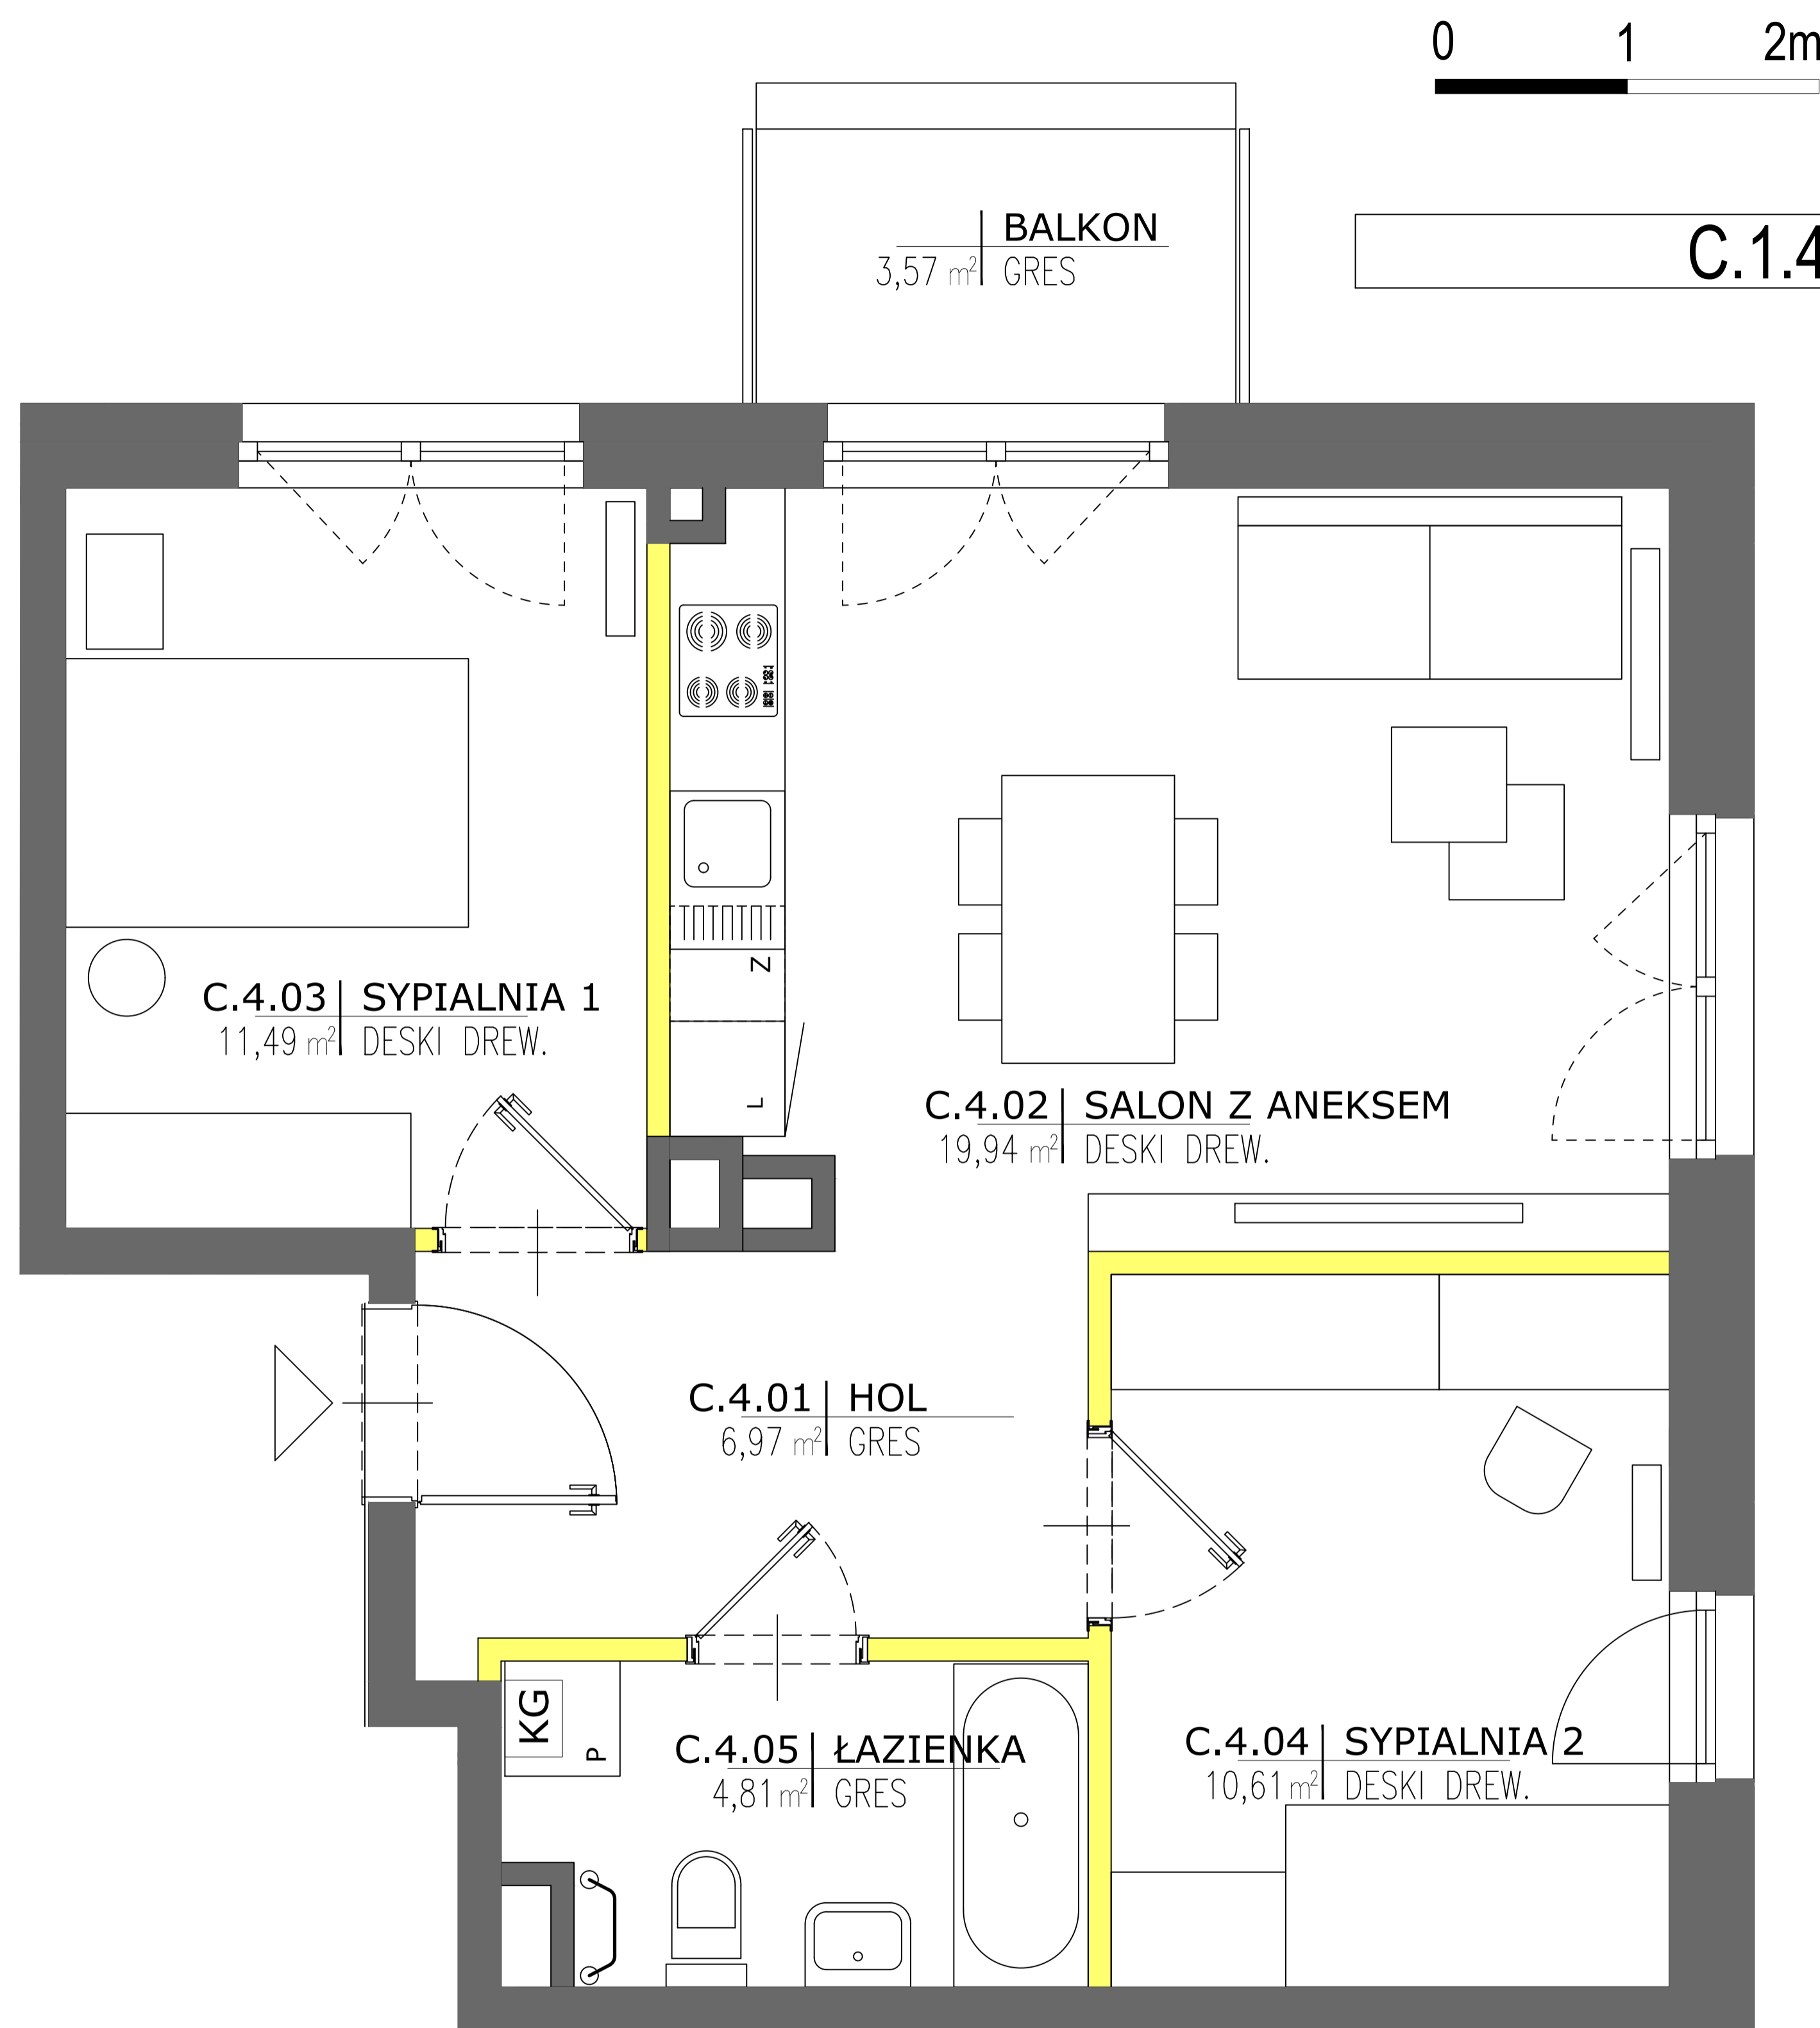 0 1 2m
C.1.4
BALKON
3,57 m² GRES
C.4.03 SYPIALNIA 1
11,49 m² DESKI DREW.
Z
L
C.4.02 SALON Z ANEKSEM
19,94 m² DESKI DREW.
C.4.01 HOL
6,97 m² GRES
KG
P
C.4.05 ŁAZIENKA
4,81 m² GRES
C.4.04 SYPIALNIA 2
10,61 m² DESKI DREW.